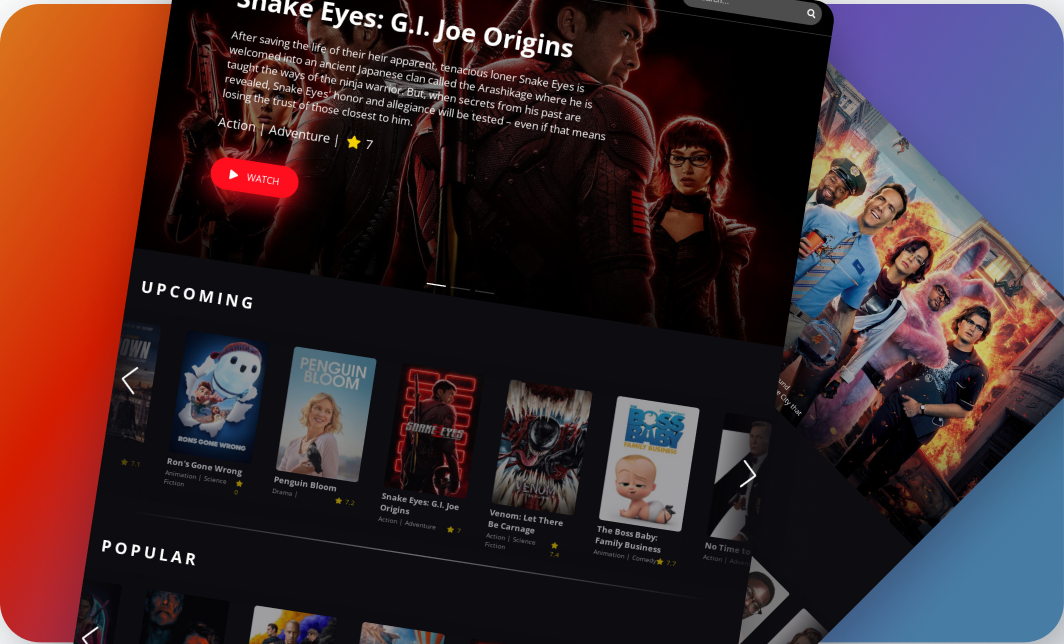 Search...
Snake Eyes: G.I. Joe Origins
After saving the life of their heir apparent, tenacious loner Snake Eyes is
welcomed into an ancient Japanese clan called the Arashikage where he is
taught the ways of the ninja warrior. But, when secrets from his past are
revealed, Snake Eyes' honor and allegiance will be tested – even if that means
losing the trust of those closest to him.
Action | Adventure | 7
WATCH
UPCOMING
OWN
7.1
RON'S GONE WRONG
Ron's Gone Wrong
Animation | Science
Fiction
0
PENGUIN
BLOOM
Penguin Bloom
Drama |
7.2
SNAKE EYES
Snake Eyes: G.I. Joe
Origins
Action | Adventure
7
VENOM
Venom: Let There
Be Carnage
Action | Science
Fiction
7.4
THE BOSS
BABY
FAMILY BUSINESS
The Boss Baby:
Family Business
Animation | Comedy
7.7
No Time to
Action |
City that
POPULAR